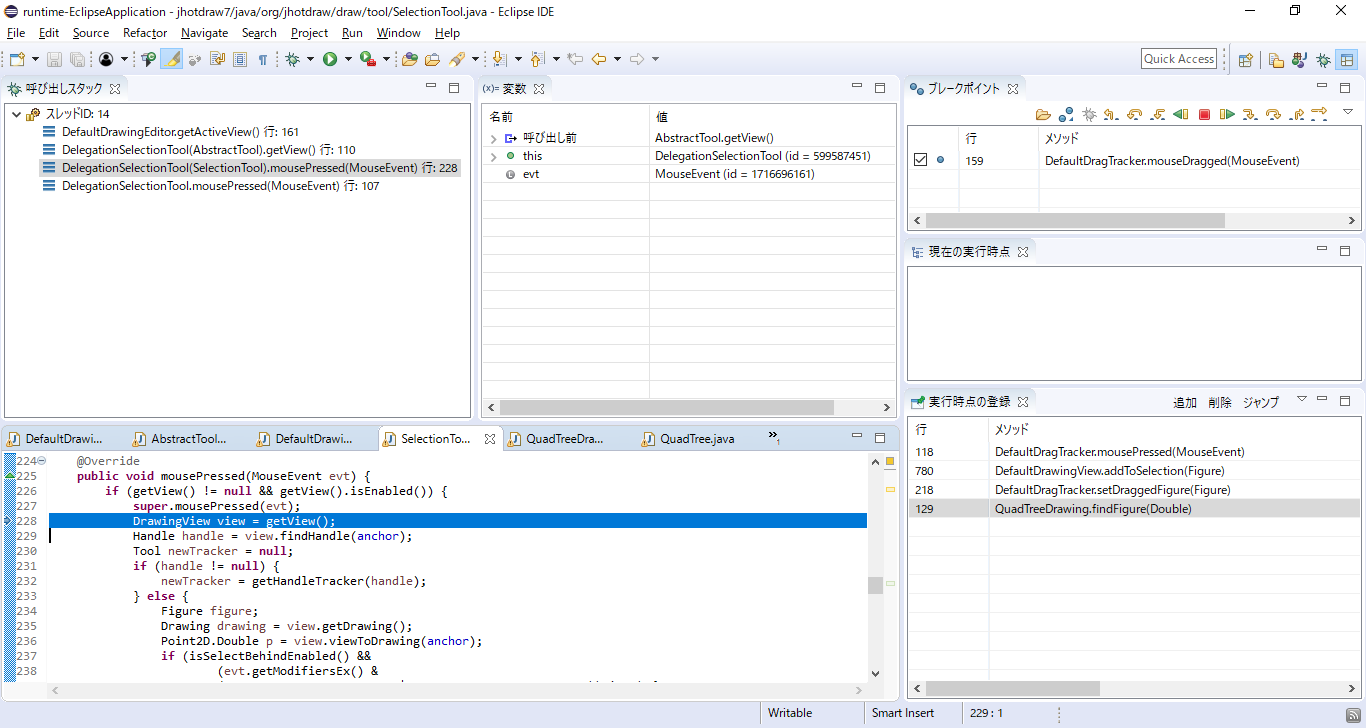 runtime-EclipseApplication - jhotdraw7/java/org/jhotdraw/draw/tool/SelectionTool.java - Eclipse IDE
File Edit Source Refactor Navigate Search Project Run Window Help
Quick Access
呼び出しスタック
スレッドID: 14
DefaultDrawingEditor.getActiveView() 行: 161
DelegationSelectionTool(AbstractTool).getView() 行: 110
DelegationSelectionTool(SelectionTool).mousePressed(MouseEvent) 行: 228
DelegationSelectionTool.mousePressed(MouseEvent) 行: 107
(x)= 変数
名前 値
呼び出し前 AbstractTool.getView()
this DelegationSelectionTool (id = 599587451)
evt MouseEvent (id = 1716696161)
ブレークポイント
行 メソッド
159 DefaultDragTracker.mouseDragged(MouseEvent)
現在の実行時点
実行時点の登録 追加 削除 ジャンプ
行 メソッド
118 DefaultDragTracker.mousePressed(MouseEvent)
780 DefaultDrawingView.addToSelection(Figure)
218 DefaultDragTracker.setDraggedFigure(Figure)
129 QuadTreeDrawing.findFigure(Double)
DefaultDrawi... AbstractTool... DefaultDrawi... SelectionTo... QuadTreeDra... QuadTree.java »1
224 @Override
225 public void mousePressed(MouseEvent evt) {
226 if (getView() != null && getView().isEnabled()) {
227 super.mousePressed(evt);
228 DrawingView view = getView();
229 Handle handle = view.findHandle(anchor);
230 Tool newTracker = null;
231 if (handle != null) {
232 newTracker = getHandleTracker(handle);
233 } else {
234 Figure figure;
235 Drawing drawing = view.getDrawing();
236 Point2D.Double p = view.viewToDrawing(anchor);
237 if (isSelectBehindEnabled() &&
238 (evt.getModifiersEx() &
Writable Smart Insert 229 : 1